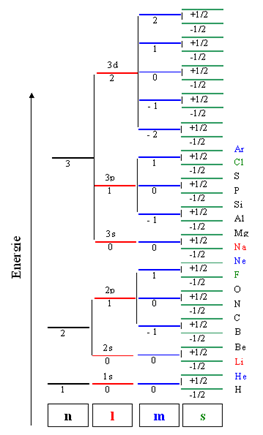 2 +1/2
-1/2
1 +1/2
-1/2
3d
2 0 +1/2
-1/2
- 1 +1/2
-1/2
- 2 +1/2
-1/2
Ar
+1/2
3 1 Cl
-1/2 S
3p +1/2
1 0 P
-1/2
Si
+1/2
- 1 Al
-1/2
3s Mg
+1/2
0 0 Na
-1/2
Ne
+1/2
1 F
-1/2
2p O
+1/2
1 0 N
-1/2
C
+1/2
2 -1 B
-1/2
2s Be
+1/2
0 0 Li
-1/2
1s He
+1/2
1 0 0 H
-1/2
n l m s
Energie